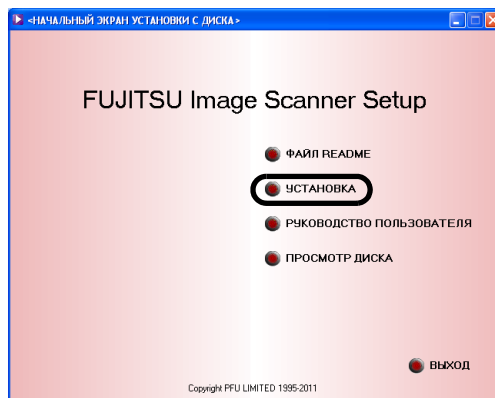 <НАЧАЛЬНЫЙ ЭКРАН УСТАНОВКИ С ДИСКА>
FUJITSU Image Scanner Setup
ФАЙЛ README
УСТАНОВКА
РУКОВОДСТВО ПОЛЬЗОВАТЕЛЯ
ПРОСМОТР ДИСКА
ВЫХОД
Copyright PFU LIMITED 1995-2011